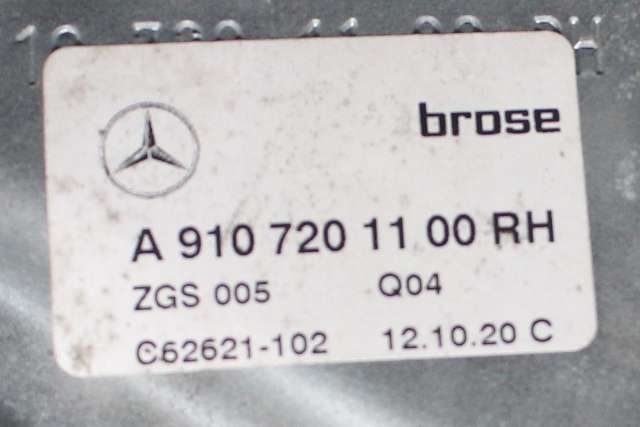 brose
A 910 720 11 00 RH
ZGS 005 Q04
C62621-102 12.10.20 C